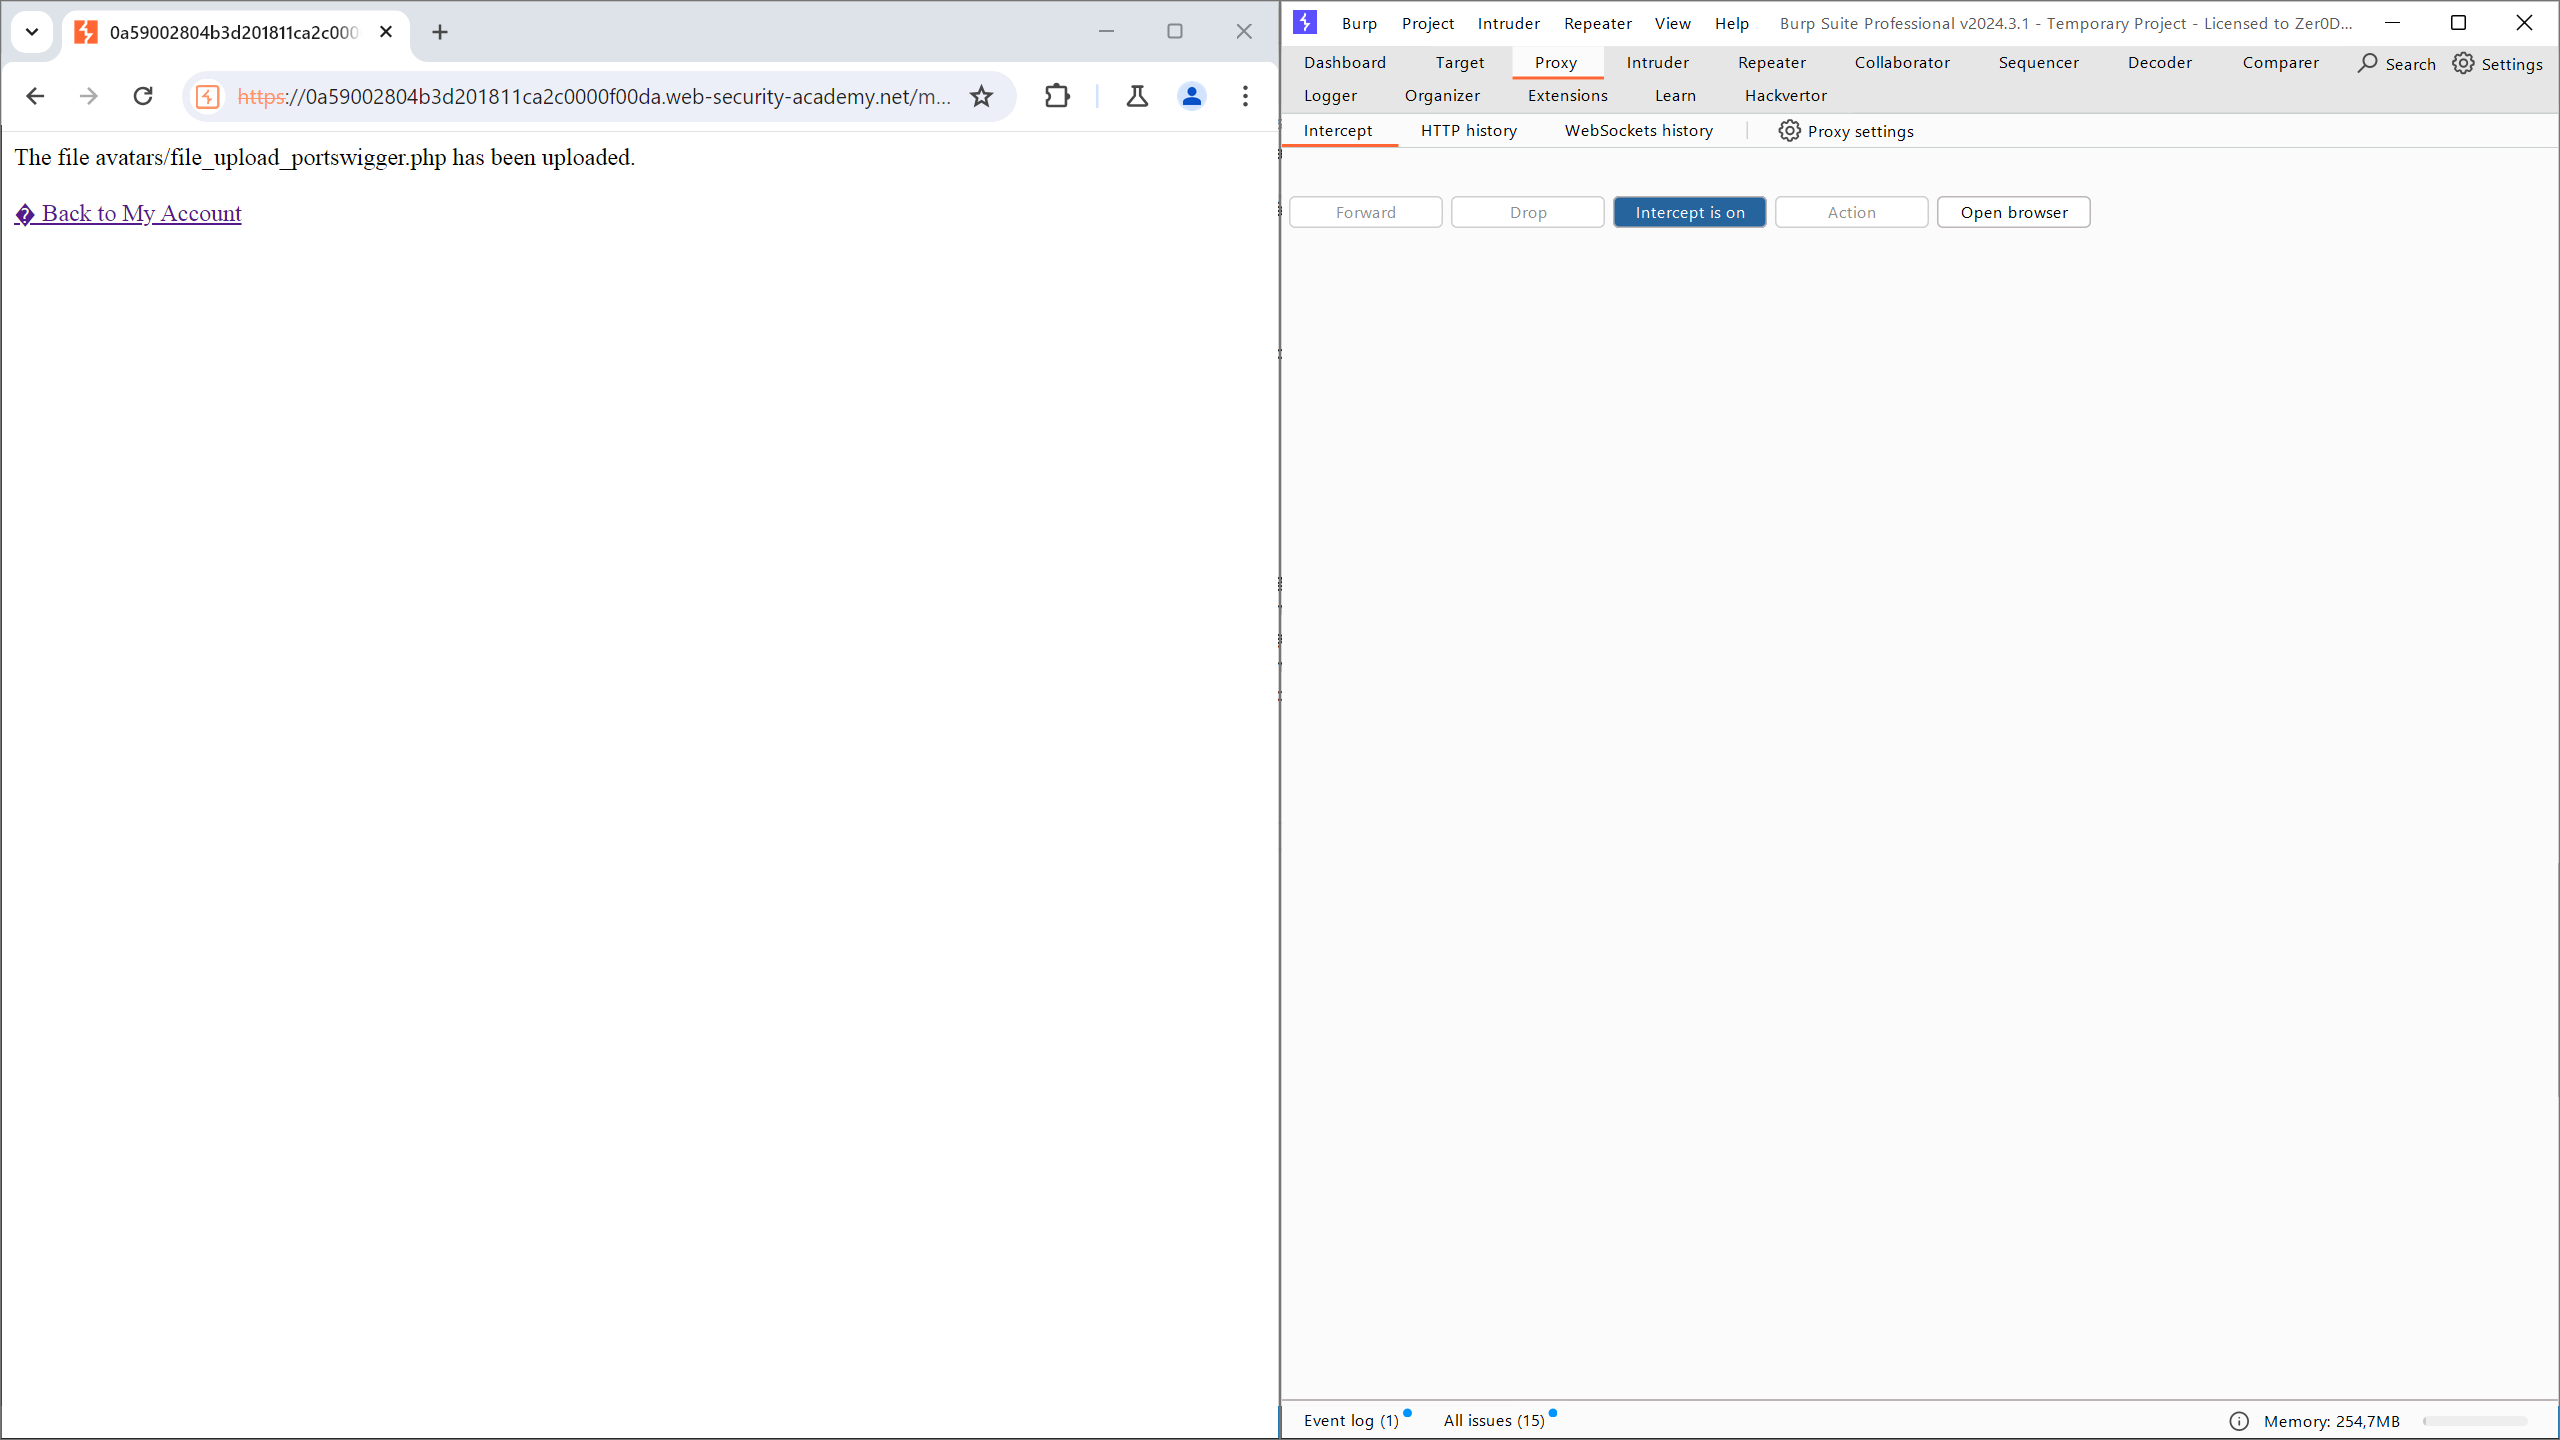 0a59002804b3d201811ca2c000
https://0a59002804b3d201811ca2c0000f00da.web-security-academy.net/m...
The file avatars/file_upload_portswigger.php has been uploaded.
� Back to My Account
Burp Project Intruder Repeater View Help Burp Suite Professional v2024.3.1 - Temporary Project - Licensed to Zer0D...
Dashboard Target Proxy Intruder Repeater Collaborator Sequencer Decoder Comparer Search Settings
Logger Organizer Extensions Learn Hackvertor
Intercept HTTP history WebSockets history Proxy settings
Forward Drop Intercept is on Action Open browser
Event log (1) All issues (15) Memory: 254,7MB